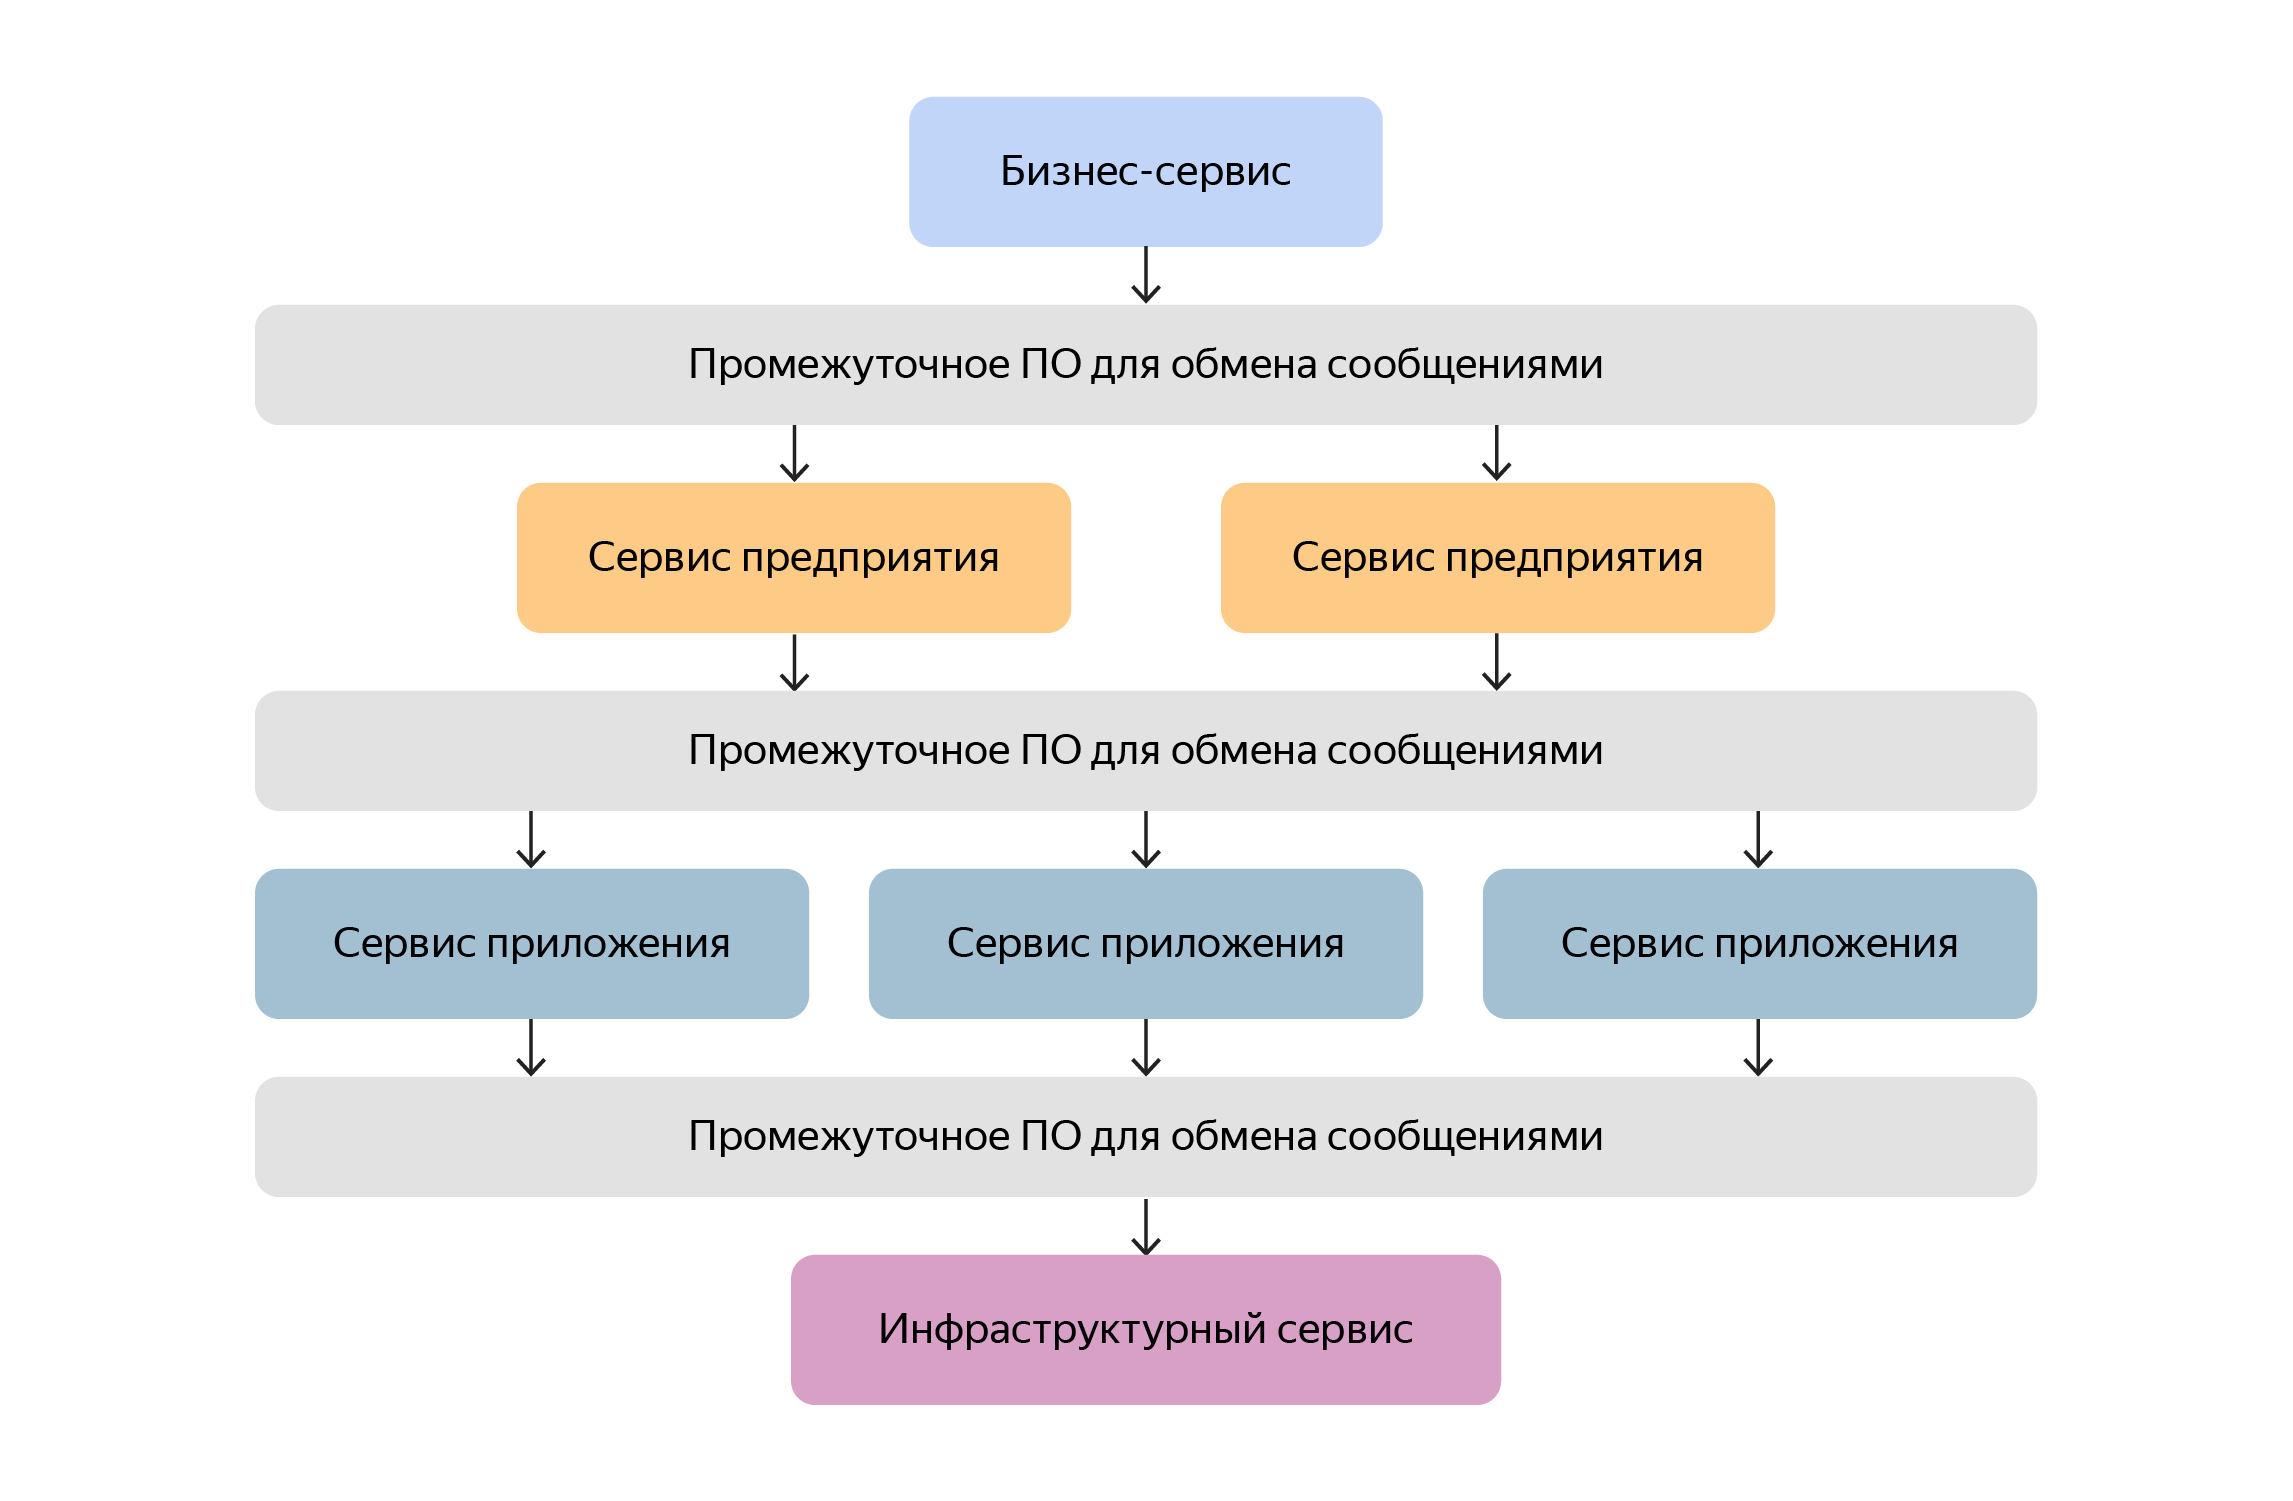 Бизнес-сервис
Промежуточное ПО для обмена сообщениями
Сервис предприятия
Сервис предприятия
Промежуточное ПО для обмена сообщениями
Сервис приложения
Сервис приложения
Сервис приложения
Промежуточное ПО для обмена сообщениями
Инфраструктурный сервис